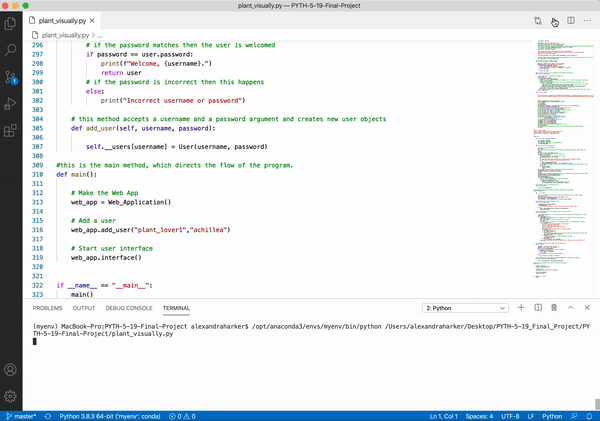 plant_visually.py — PYTH-5-19-Final-Project
plant_visually.py
plant_visually.py > ...
296 # if the password matches then the user is welcomed
297 if password == user.password:
298 print(f"Welcome, {username}.")
299 return user
300 # if the password is incorrect then this happens
301 else:
302 print("Incorrect username or password")
303
304 # this method accepts a username and a password argument and creates new user objects
305 def add_user(self, username, password):
306
307 self.__users[username] = User(username, password)
308
309 #this is the main method, which directs the flow of the program.
310 def main():
311
312 # Make the Web App
313 web_app = Web_Application()
314
315 # Add a user
316 web_app.add_user("plant_lover1","achillea")
317
318 # Start user interface
319 web_app.interface()
320
321
322 if __name__ == "__main__":
323 main()
PROBLEMS OUTPUT DEBUG CONSOLE TERMINAL 2: Python
(myenv) MacBook-Pro:PYTH-5-19-Final-Project alexandraharker$ /opt/anaconda3/envs/myenv/bin/python /Users/alexandraharker/Desktop/PYTH-5-19_Final_Project/PY
TH-5-19-Final-Project/plant_visually.py
master* Python 3.8.3 64-bit ('myenv': conda) 0 0 Ln 1, Col 1 Spaces: 4 UTF-8 LF Python